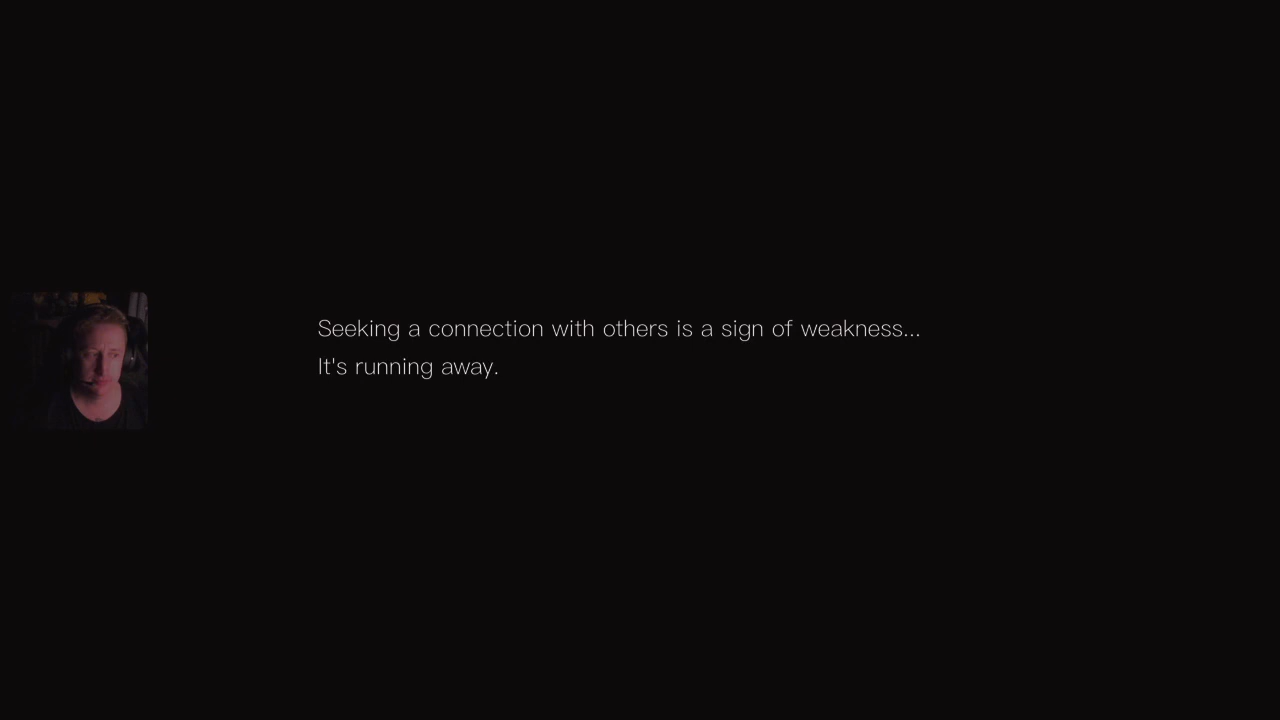 Seeking a connection with others is a sign of weakness...
It's running away.